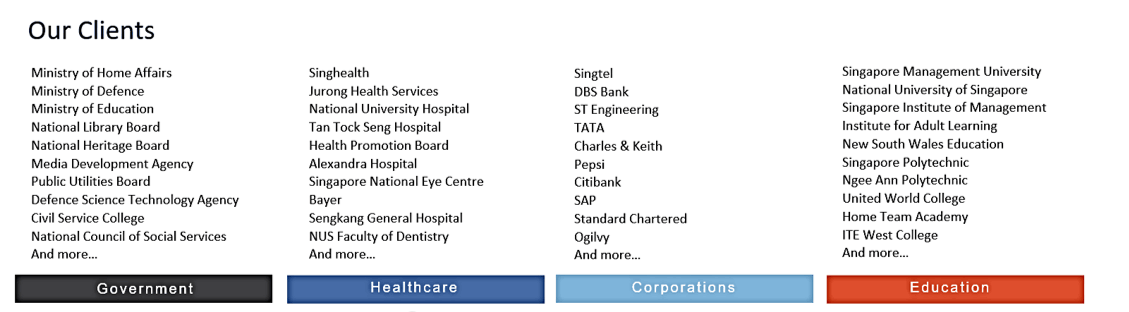 Our Clients
Ministry of Home Affairs
Ministry of Defence
Ministry of Education
National Library Board
National Heritage Board
Media Development Agency
Public Utilities Board
Defence Science Technology Agency
Civil Service College
National Council of Social Services
And more...
Government
Singhealth
Jurong Health Services
National University Hospital
Tan Tock Seng Hospital
Health Promotion Board
Alexandra Hospital
Singapore National Eye Centre
Bayer
Sengkang General Hospital
NUS Faculty of Dentistry
And more...
Healthcare
Singtel
DBS Bank
ST Engineering
TATA
Charles & Keith
Pepsi
Citibank
SAP
Standard Chartered
Ogilvy
And more...
Corporations
Singapore Management University
National University of Singapore
Singapore Institute of Management
Institute for Adult Learning
New South Wales Education
Singapore Polytechnic
Ngee Ann Polytechnic
United World College
Home Team Academy
ITE West College
And more...
Education